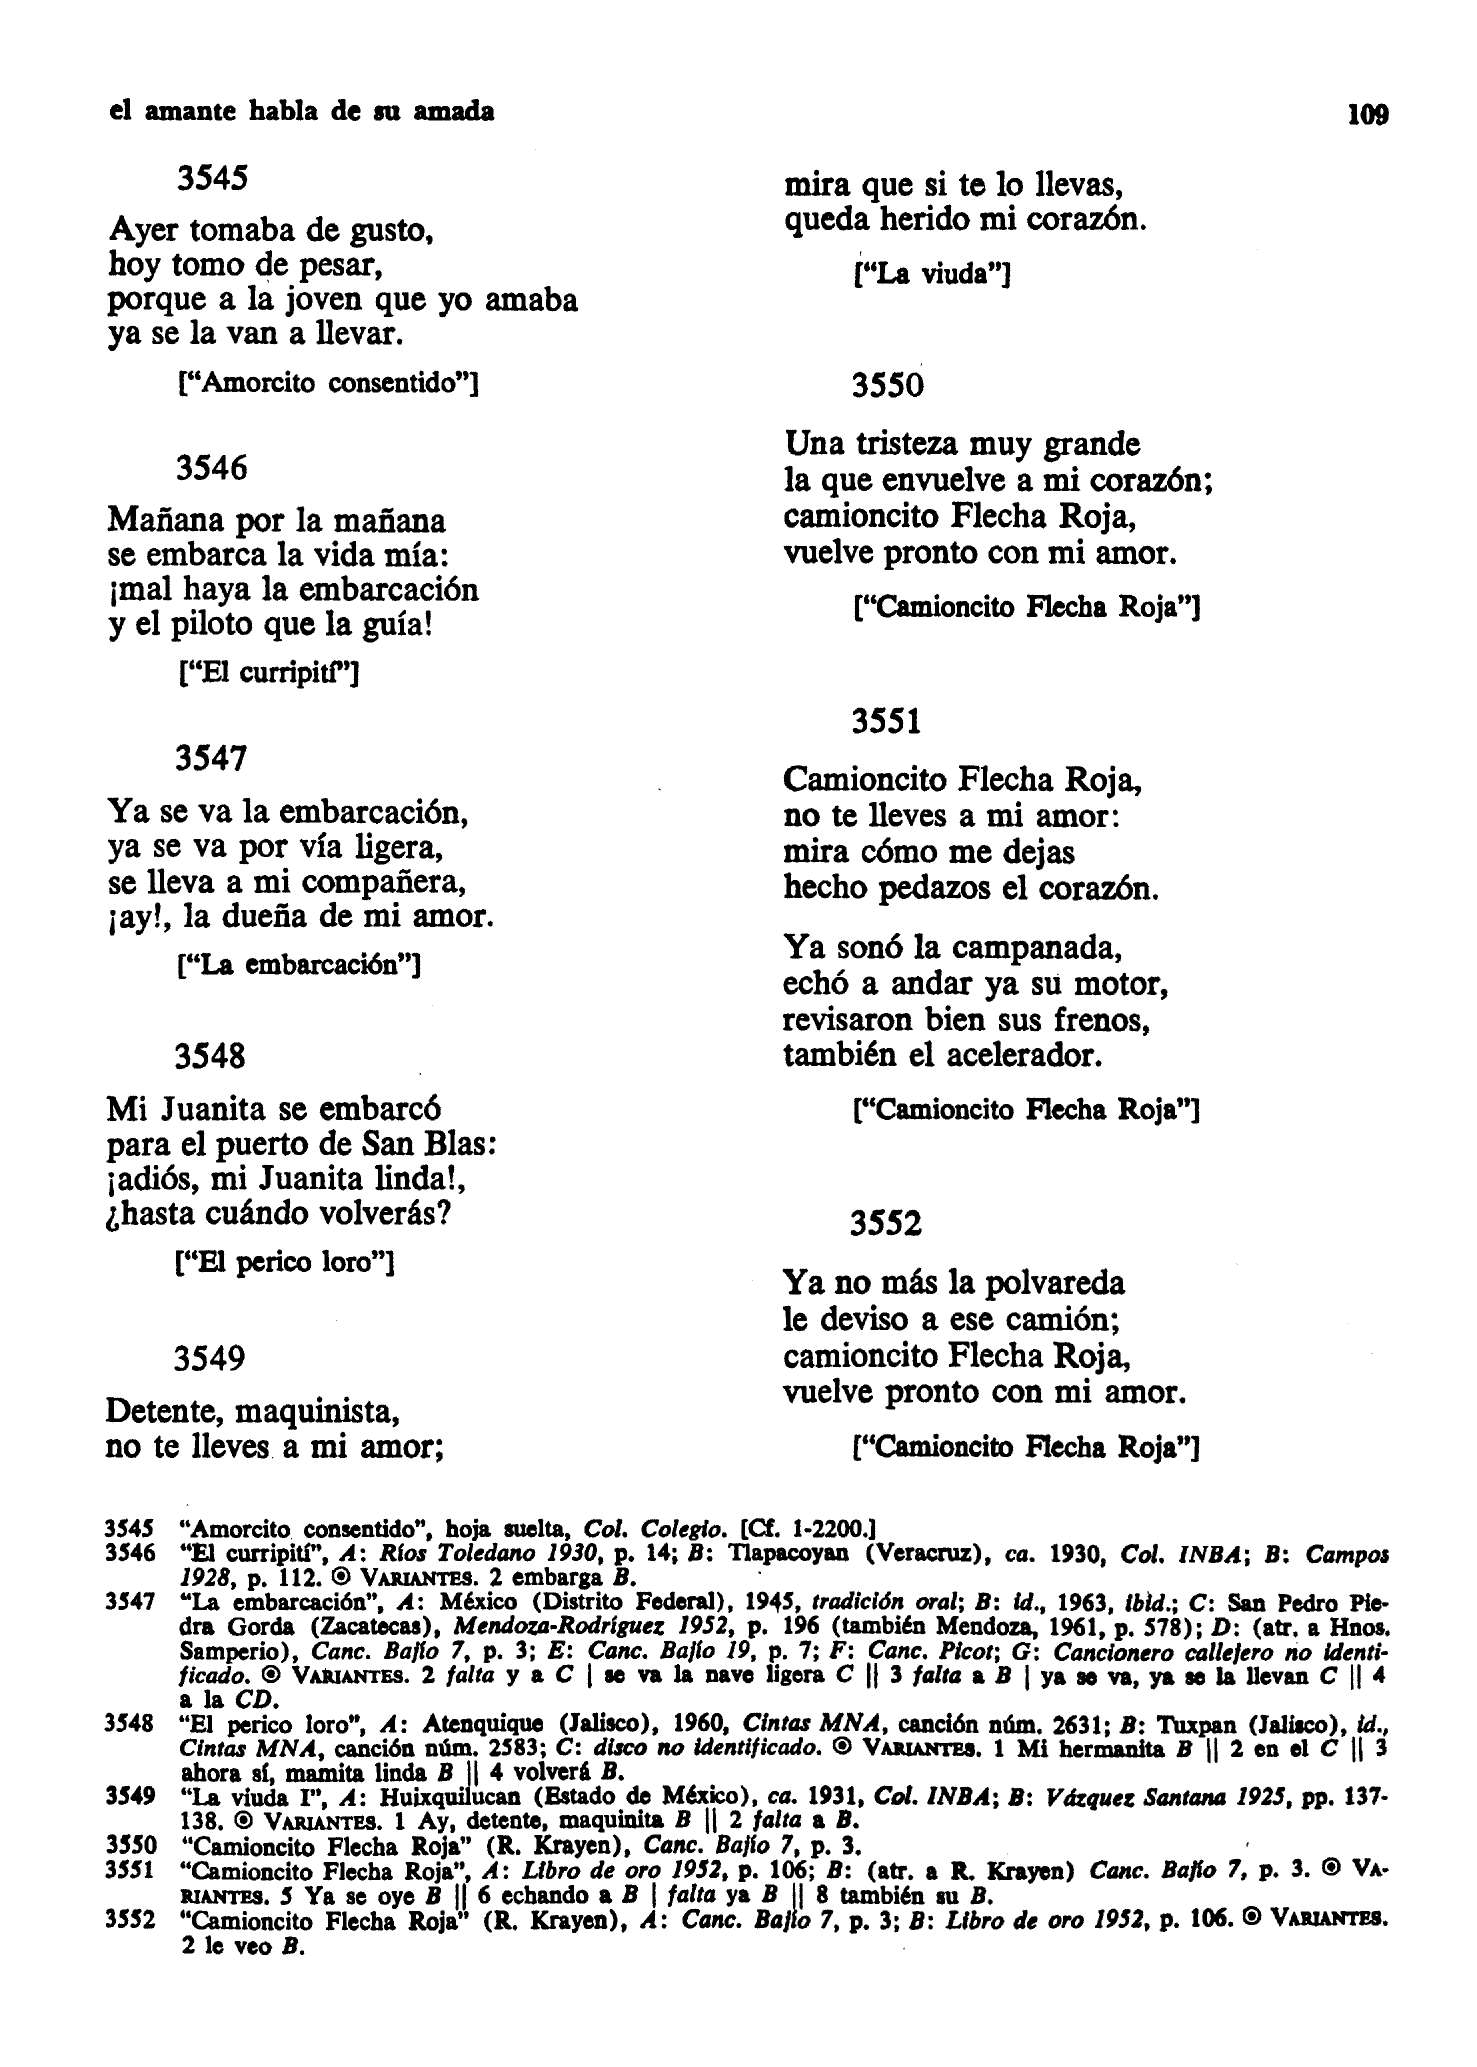 el amante habla de su amada
109
3545
Ayer tomaba de gusto,
hoy tomo de pesar,
porque a la joven que yo amaba
ya se la van a llevar.
[“Amorcito consentido”]
3546
Mañana por la mañana
se embarca la vida mía:
¡mal haya la embarcación
y el piloto que la guía!
[“El curripití”]
3547
Ya se va la embarcación,
ya se va por vía ligera,
se lleva a mi compañera,
¡ay!, la dueña de mi amor.
[“La embarcación”]
3548
Mi Juanita se embarcó
para el puerto de San Blas:
¡adiós, mi Juanita linda!,
¿hasta cuándo volverás?
[“El perico loro”]
3549
Detente, maquinista,
no te lleves a mi amor;
mira que si te lo llevas,
queda herido mi corazón.
[“La viuda”]
3550
Una tristeza muy grande
la que envuelve a mi corazón;
camioncito Flecha Roja,
vuelve pronto con mi amor.
[“Camioncito Flecha Roja”]
3551
Camioncito Flecha Roja,
no te lleves a mi amor:
mira cómo me dejas
hecho pedazos el corazón.
Ya sonó la campanada,
echó a andar ya su motor,
revisaron bien sus frenos,
también el acelerador.
[“Camioncito Flecha Roja”]
3552
Ya no más la polvareda
le deviso a ese camión;
camioncito Flecha Roja,
vuelve pronto con mi amor.
[“Camioncito Flecha Roja”]
3545 “Amorcito consentido”, hoja suelta, Col. Colegio. [Cf. 1-2200.]
3546 “El curripití”, A: Ríos Toledano 1930, p. 14; B: Tlapacoyan (Veracruz), ca. 1930, Col. INBA; B: Campos
1928, p. 112. ⊙ VARIANTES. 2 embarga B.
3547 “La embarcación”, A: México (Distrito Federal), 1945, tradición oral; B: id., 1963, ibid.; C: San Pedro Pie-
dra Gorda (Zacatecas), Mendoza-Rodríguez 1952, p. 196 (también Mendoza, 1961, p. 578); D: (atr. a Hnos.
Samperio), Canc. Bajío 7, p. 3; E: Canc. Bajío 19, p. 7; F: Canc. Picot; G: Cancionero callejero no identi-
ficado. ⊙ VARIANTES. 2 falta y a C | se va la nave ligera C || 3 falta a B | ya se va, ya se la llevan C || 4
a la CD.
3548 “El perico loro”, A: Atenquique (Jalisco), 1960, Cintas MNA, canción núm. 2631; B: Tuxpan (Jalisco), id.,
Cintas MNA, canción núm. 2583; C: disco no identificado. ⊙ VARIANTES. 1 Mi hermanita B || 2 en el C || 3
ahora sí, mamita linda B || 4 volverá B.
3549 “La viuda I”, A: Huixquilucan (Estado de México), ca. 1931, Col. INBA; B: Vázquez Santana 1925, pp. 137-
138. ⊙ VARIANTES. 1 Ay, detente, maquinita B || 2 falta a B.
3550 “Camioncito Flecha Roja” (R. Krayen), Canc. Bajío 7, p. 3.
3551 “Camioncito Flecha Roja”, A: Libro de oro 1952, p. 106; B: (atr. a R. Krayen) Canc. Bajío 7, p. 3. ⊙ VA-
RIANTES. 5 Ya se oye B || 6 echando a B | falta ya B || 8 también su B.
3552 “Camioncito Flecha Roja” (R. Krayen), A: Canc. Bajío 7, p. 3; B: Libro de oro 1952, p. 106. ⊙ VARIANTES.
2 le veo B.